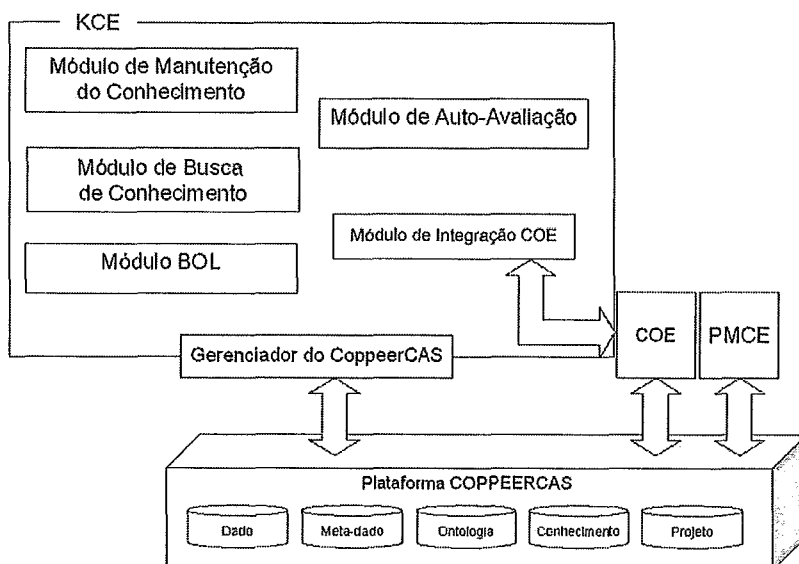 KCE
Módulo de Manutenção
do Conhecimento
Módulo de Auto-Avaliação
Módulo de Busca
de Conhecimento
Módulo de Integração COE
Módulo BOL
COE
PMCE
Gerenciador do CoppeerCAS
Plataforma COPPEERCAS
Dado
Meta-dado
Ontologia
Conhecimento
Projeto